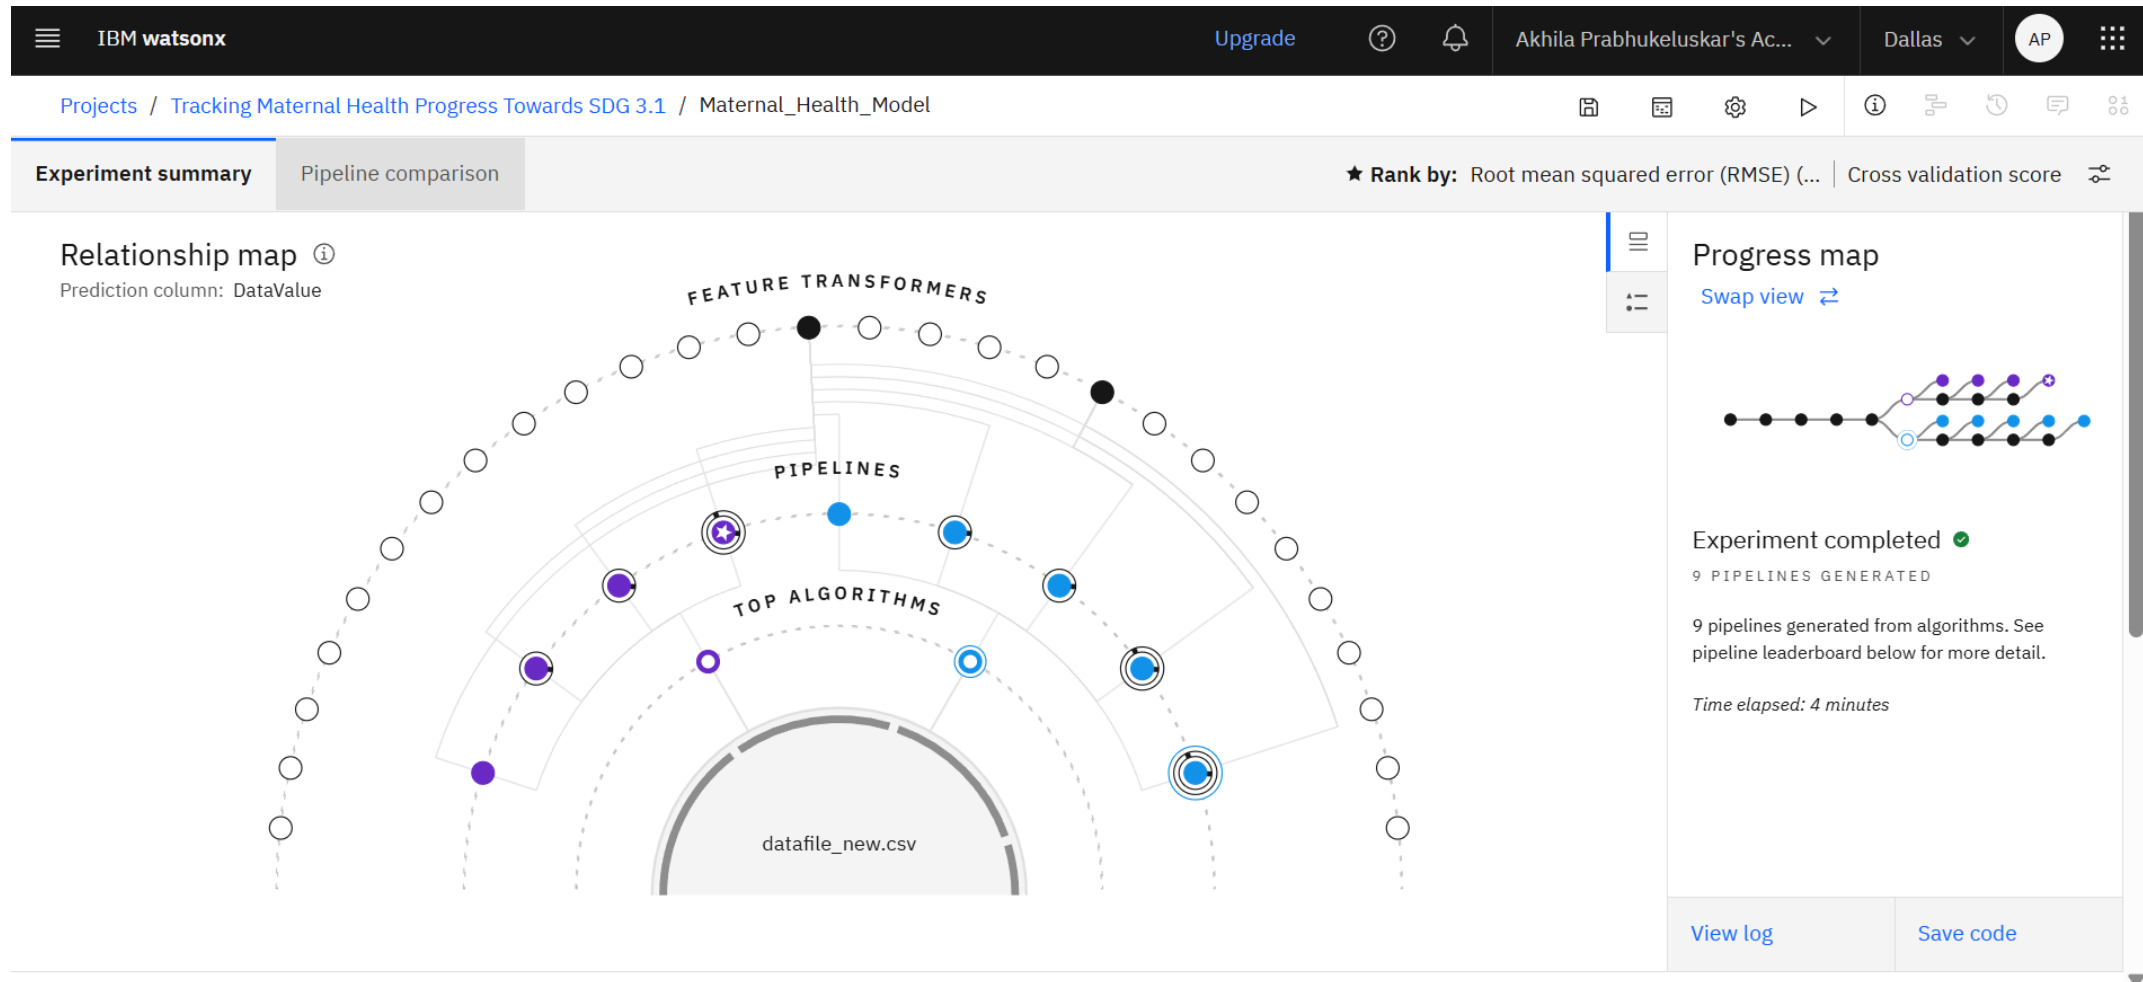 IBM watsonx
Upgrade
Akhila Prabhukeluskar's Ac...
Dallas
AP
Projects / Tracking Maternal Health Progress Towards SDG 3.1 / Maternal_Health_Model
Experiment summary
Pipeline comparison
Rank by: Root mean squared error (RMSE) (... | Cross validation score
Relationship map
Prediction column: DataValue
FEATURE TRANSFORMERS
PIPELINES
TOP ALGORITHMS
datafile_new.csv
Progress map
Swap view
Experiment completed
9 PIPELINES GENERATED
9 pipelines generated from algorithms. See
pipeline leaderboard below for more detail.
Time elapsed: 4 minutes
View log
Save code